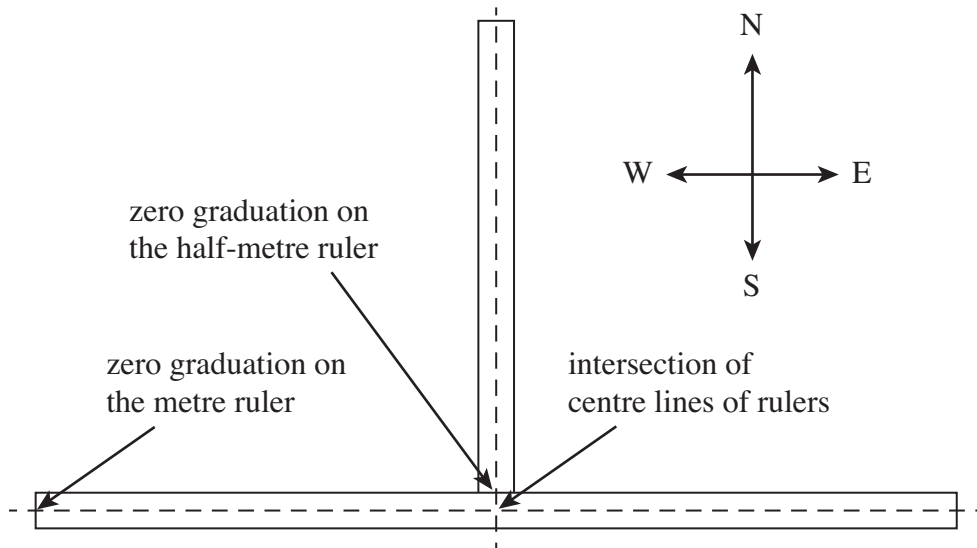 N
W
E
S
zero graduation on
the half-metre ruler
zero graduation on
the metre ruler
intersection of
centre lines of rulers